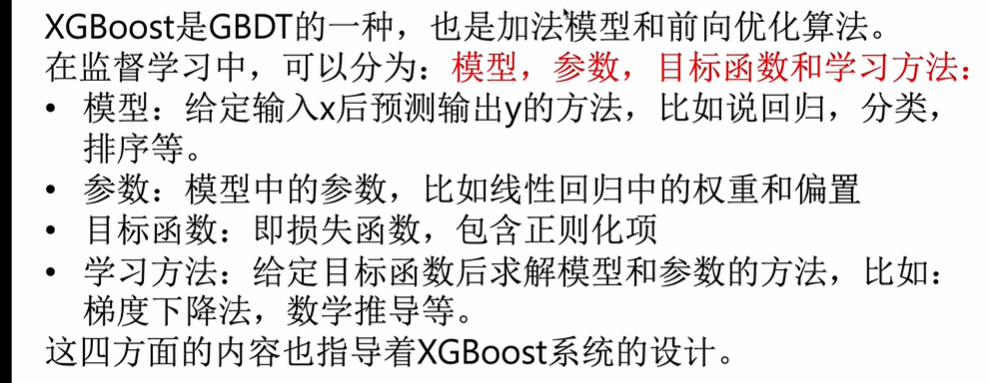 XGBoost是GBDT的一种，也是加法模型和前向优化算法。
在监督学习中，可以分为：模型，参数，目标函数和学习方法：
• 模型：给定输入x后预测输出y的方法，比如说回归，分类，
排序等。
• 参数：模型中的参数，比如线性回归中的权重和偏置
• 目标函数：即损失函数，包含正则化项
• 学习方法：给定目标函数后求解模型和参数的方法，比如：
梯度下降法，数学推导等。
这四方面的内容也指导着XGBoost系统的设计。